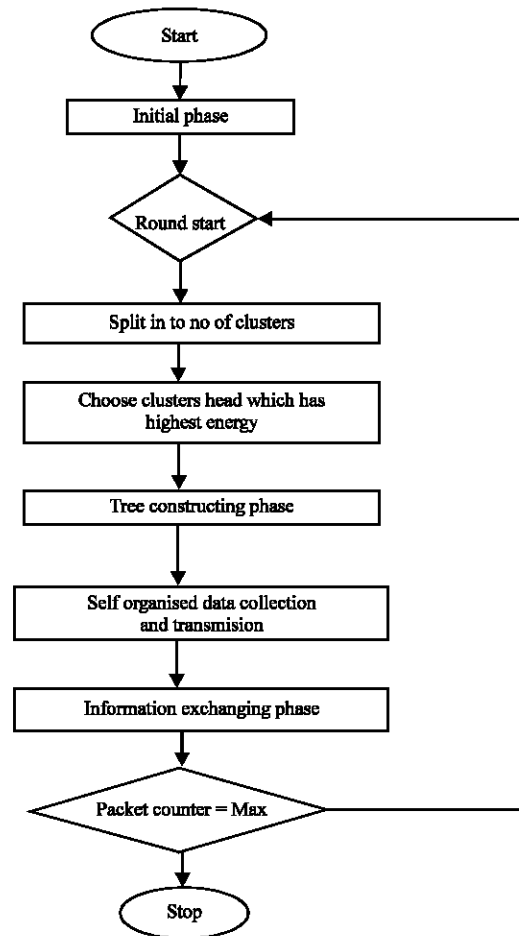 Start
Initial phase
Round start
Split in to no of clusters
Choose clusters head which has
highest energy
Tree constructing phase
Self organised data collection
and transmision
Information exchanging phase
Packet counter = Max
Stop